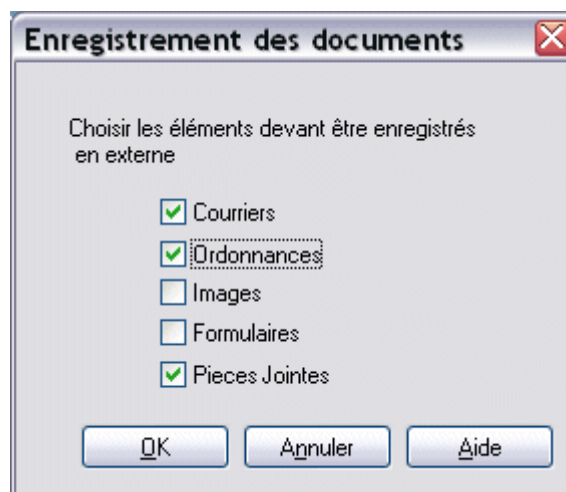 Enregistrement des documents
Choisir les éléments devant être enregistrés
en externe
Courriers
Ordonnances
Images
Formulaires
Pieces Jointes
OK Annuler Aide